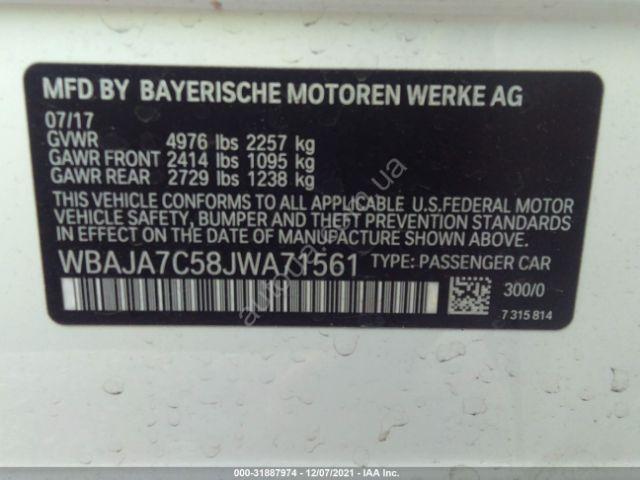 MFD BY BAYERISCHE MOTOREN WERKE AG
07/17
GVWR 4976 lbs 2257 kg
GAWR FRONT 2414 lbs 1095 kg
GAWR REAR 2729 lbs 1238 kg
THIS VEHICLE CONFORMS TO ALL APPLICABLE U.S.FEDERAL MOTOR
VEHICLE SAFETY, BUMPER AND THEFT PREVENTION STANDARDS IN
EFFECT ON THE DATE OF MANUFACTURE SHOWN ABOVE.
WBAJA7C58JWA71561 TYPE: PASSENGER CAR
300/0
7 315 814
000-31887974 - 12/07/2021 - IAA Inc.